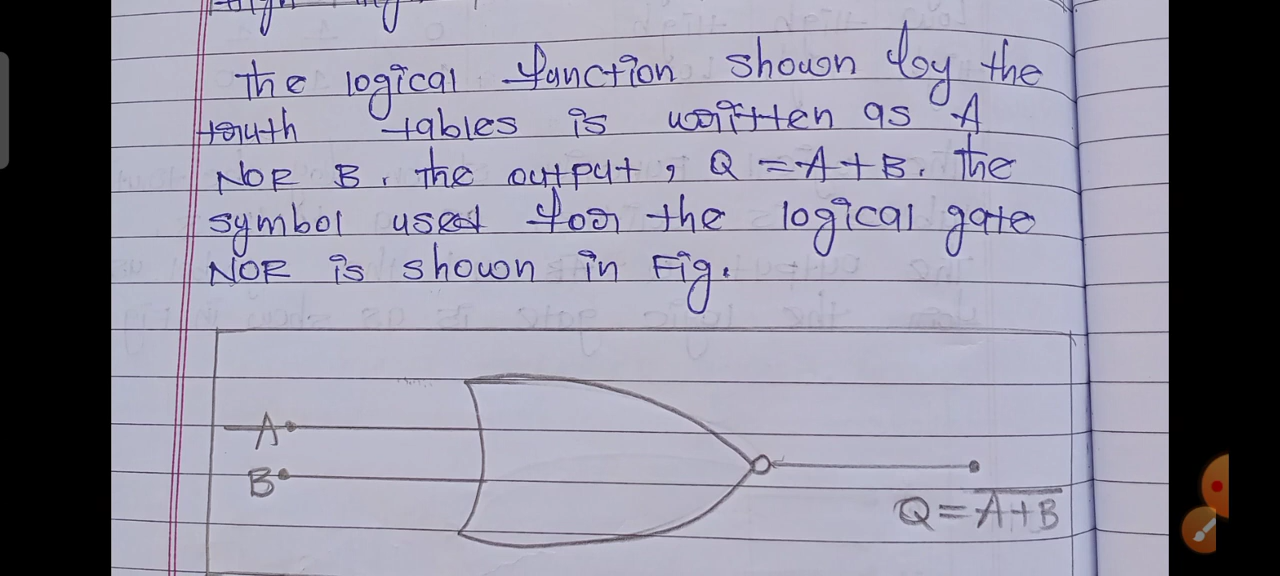 The logical function shown by the
truth tables is written as A
NOR B. The output, Q = A + B. The
symbol used for the logical gate
NOR is shown in Fig.
A
B
Q = A̅+̅B̅